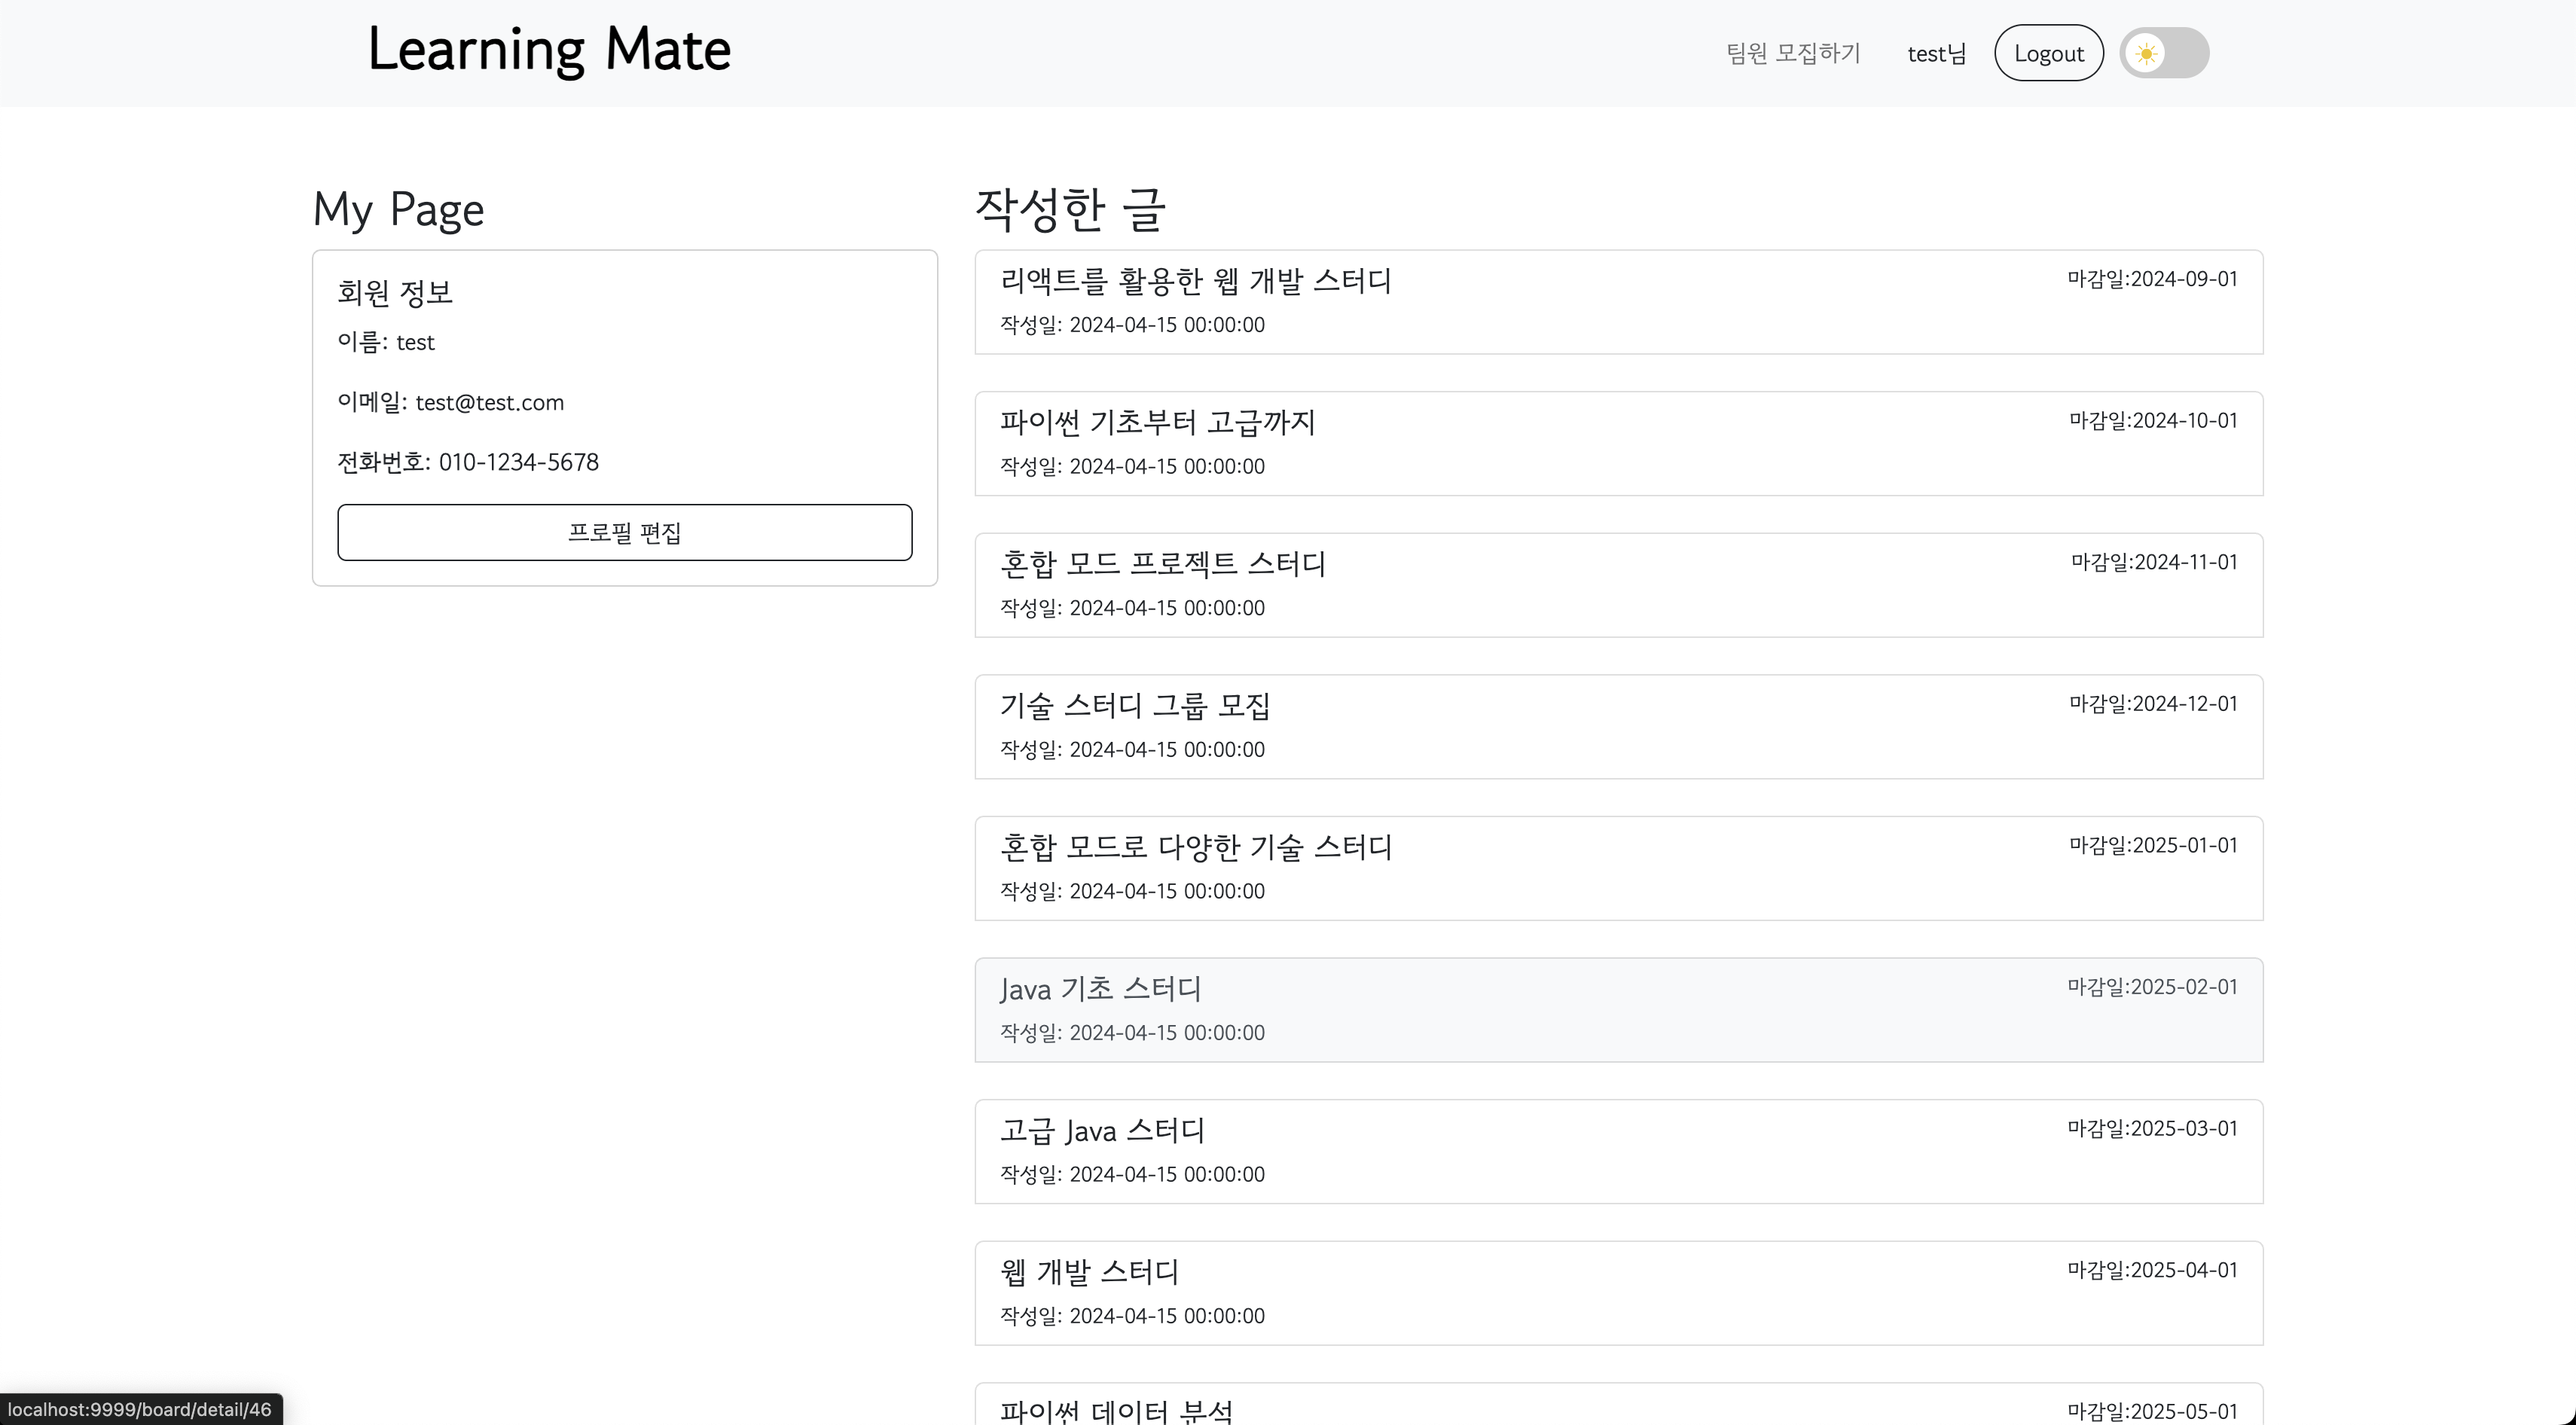 Learning Mate
팀원 모집하기 test님 Logout
My Page
회원 정보
이름: test
이메일: test@test.com
전화번호: 010-1234-5678
프로필 편집
작성한 글
리액트를 활용한 웹 개발 스터디 마감일:2024-09-01
작성일: 2024-04-15 00:00:00
파이썬 기초부터 고급까지 마감일:2024-10-01
작성일: 2024-04-15 00:00:00
혼합 모드 프로젝트 스터디 마감일:2024-11-01
작성일: 2024-04-15 00:00:00
기술 스터디 그룹 모집 마감일:2024-12-01
작성일: 2024-04-15 00:00:00
혼합 모드로 다양한 기술 스터디 마감일:2025-01-01
작성일: 2024-04-15 00:00:00
Java 기초 스터디 마감일:2025-02-01
작성일: 2024-04-15 00:00:00
고급 Java 스터디 마감일:2025-03-01
작성일: 2024-04-15 00:00:00
웹 개발 스터디 마감일:2025-04-01
작성일: 2024-04-15 00:00:00
파이썬 데이터 분석 마감일:2025-05-01
localhost:9999/board/detail/46